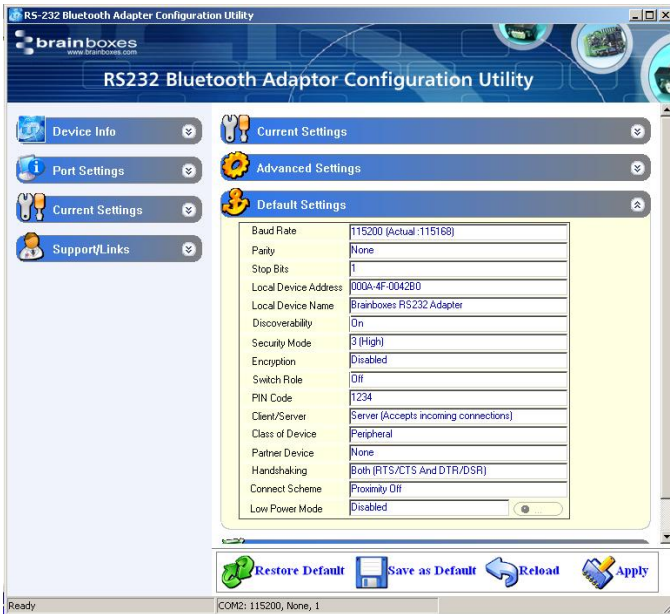 RS-232 Bluetooth Adapter Configuration Utility
brainboxes
www.brainboxes.com
RS232 Bluetooth Adaptor Configuration Utility
Device Info
Port Settings
Current Settings
Support/Links
Current Settings
Advanced Settings
Default Settings
Baud Rate 115200 (Actual :115168)
Parity None
Stop Bits 1
Local Device Address 000A-4F-0042B0
Local Device Name Brainboxes RS232 Adapter
Discoverability On
Security Mode 3 (High)
Encryption Disabled
Switch Role Off
PIN Code 1234
Client/Server Server (Accepts incoming connections)
Class of Device Peripheral
Partner Device None
Handshaking Both (RTS/CTS And DTR/DSR)
Connect Scheme Proximity Off
Low Power Mode Disabled ...
Restore Default Save as Default Reload Apply
Ready COM2: 115200, None, 1